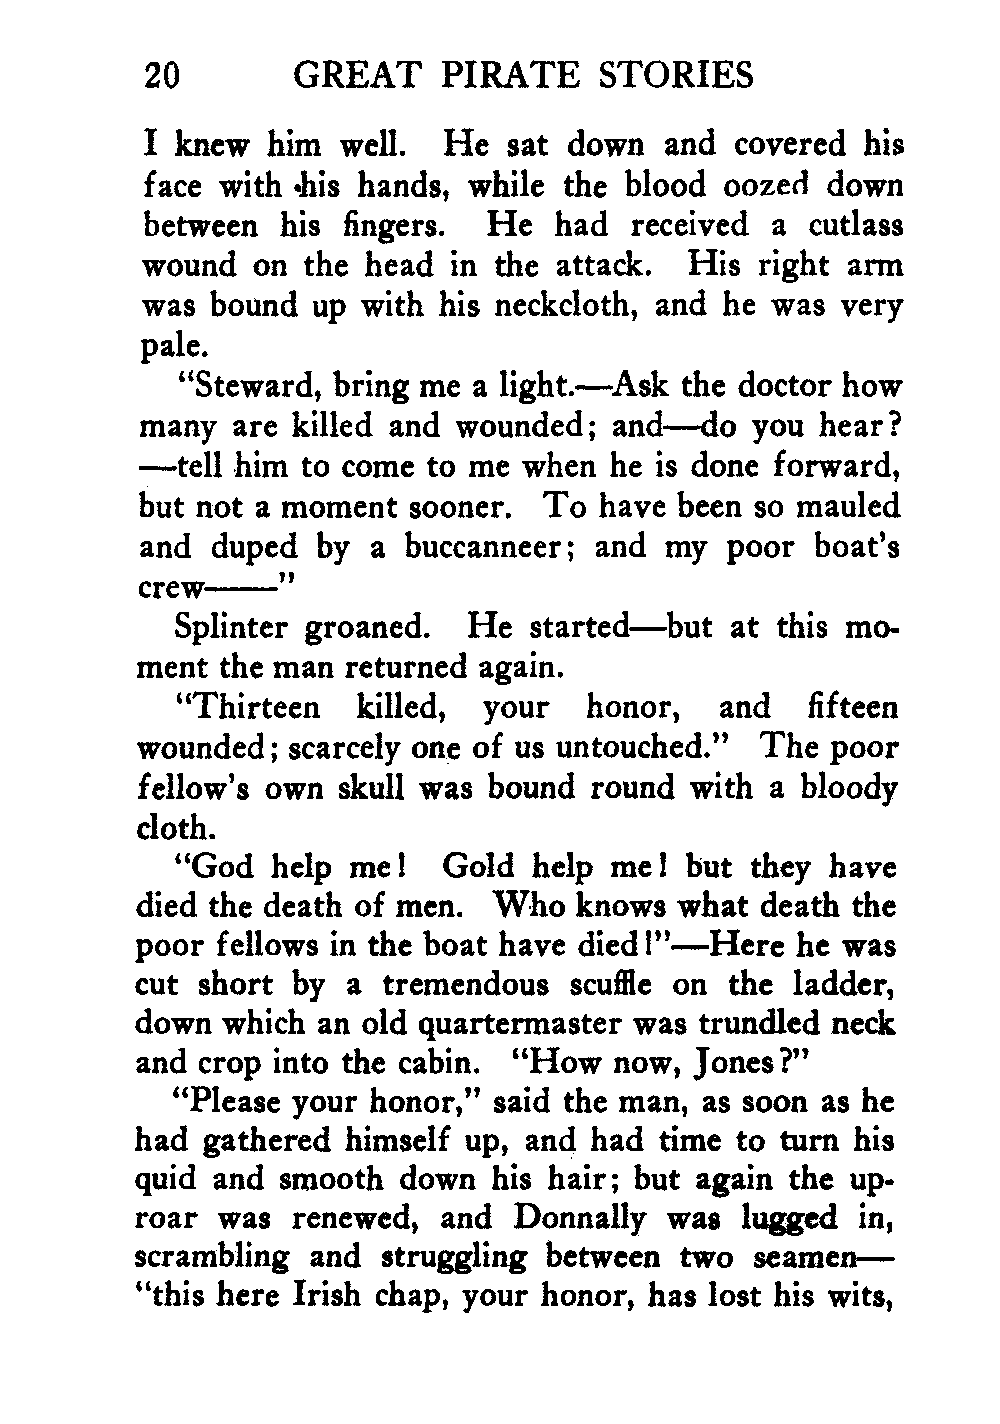 20 GREAT PIRATE STORIES
I knew him well. He sat down and covered his
face with his hands, while the blood oozed down
between his fingers. He had received a cutlass
wound on the head in the attack. His right arm
was bound up with his neckcloth, and he was very
pale.
“Steward, bring me a light.—Ask the doctor how
many are killed and wounded; and—do you hear?
—tell him to come to me when he is done forward,
but not a moment sooner. To have been so mauled
and duped by a buccanneer; and my poor boat’s
crew——”
Splinter groaned. He started—but at this mo-
ment the man returned again.
“Thirteen killed, your honor, and fifteen
wounded; scarcely one of us untouched.” The poor
fellow’s own skull was bound round with a bloody
cloth.
“God help me! Gold help me! but they have
died the death of men. Who knows what death the
poor fellows in the boat have died!”—Here he was
cut short by a tremendous scuffle on the ladder,
down which an old quartermaster was trundled neck
and crop into the cabin. “How now, Jones?”
“Please your honor,” said the man, as soon as he
had gathered himself up, and had time to turn his
quid and smooth down his hair; but again the up-
roar was renewed, and Donnally was lugged in,
scrambling and struggling between two seamen—
“this here Irish chap, your honor, has lost his wits,